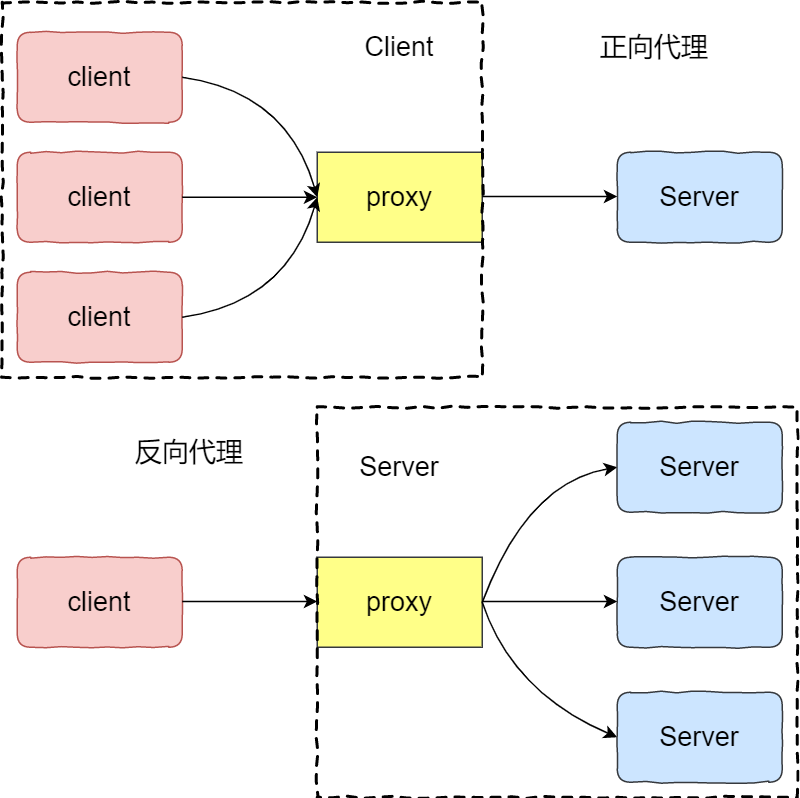 client
Client
正向代理
client
proxy
Server
client
反向代理
Server
Server
client
proxy
Server
Server